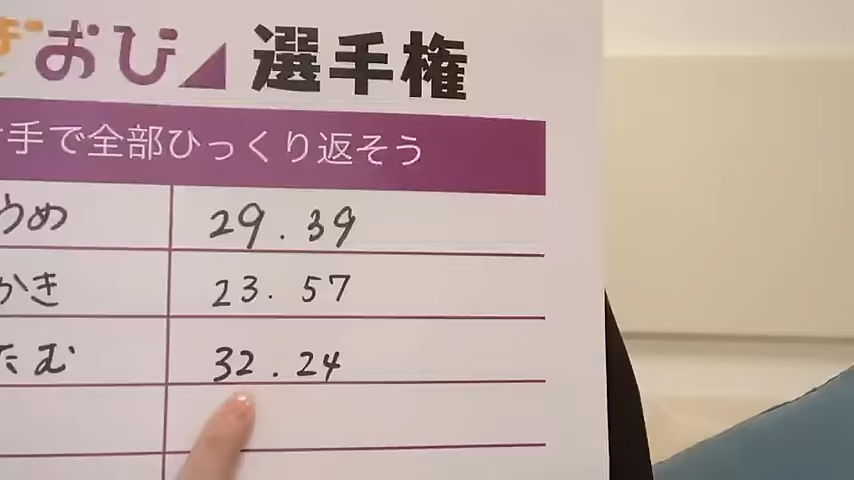 ぎおび 選手権
手で全部ひっくり返そう
うめ 29.39
かき 23.57
たむ 32.24